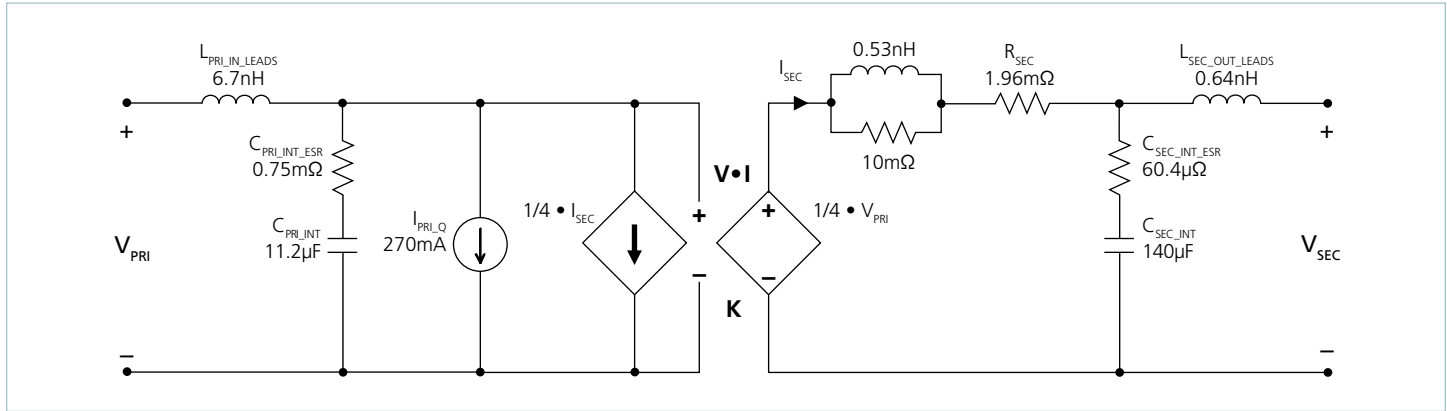 L_PRI_IN_LEADS
6.7nH
+
C_PRI_INT_ESR
0.75mΩ
C_PRI_INT
11.2µF
V_PRI
–
I_PRI_Q
270mA
1/4 • I_SEC
+
–
V•I
K
+
–
1/4 • V_PRI
I_SEC
0.53nH
10mΩ
R_SEC
1.96mΩ
L_SEC_OUT_LEADS
0.64nH
C_SEC_INT_ESR
60.4µΩ
C_SEC_INT
140µF
+
V_SEC
–